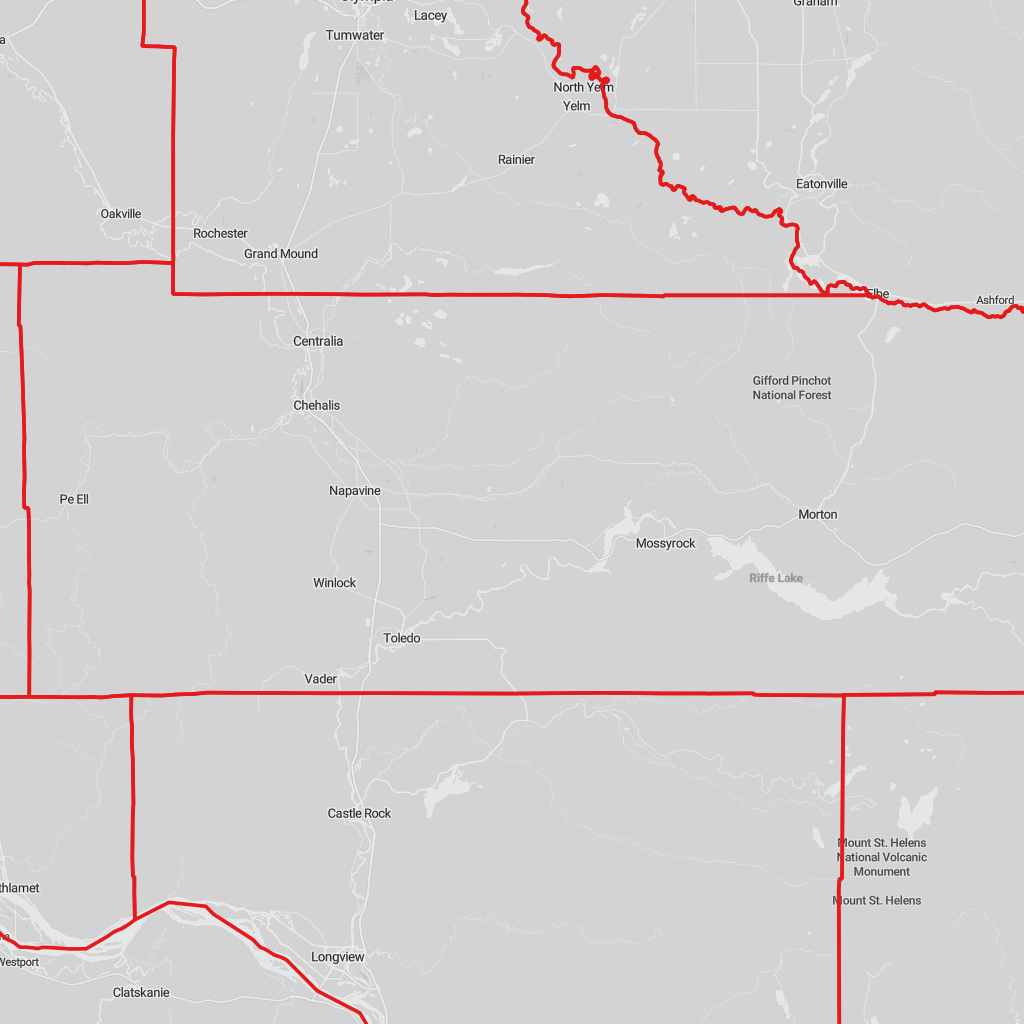 Graham
Lacey
Tumwater
North Yelm
Yelm
Rainier
Eatonville
Oakville
Rochester
Grand Mound
Elbe
Ashford
Centralia
Gifford Pinchot
National Forest
Chehalis
Napavine
Pe Ell
Morton
Mossyrock
Riffe Lake
Winlock
Toledo
Vader
Castle Rock
Mount St. Helens
National Volcanic
Monument
Mount St. Helens
Longview
Westport
Clatskanie